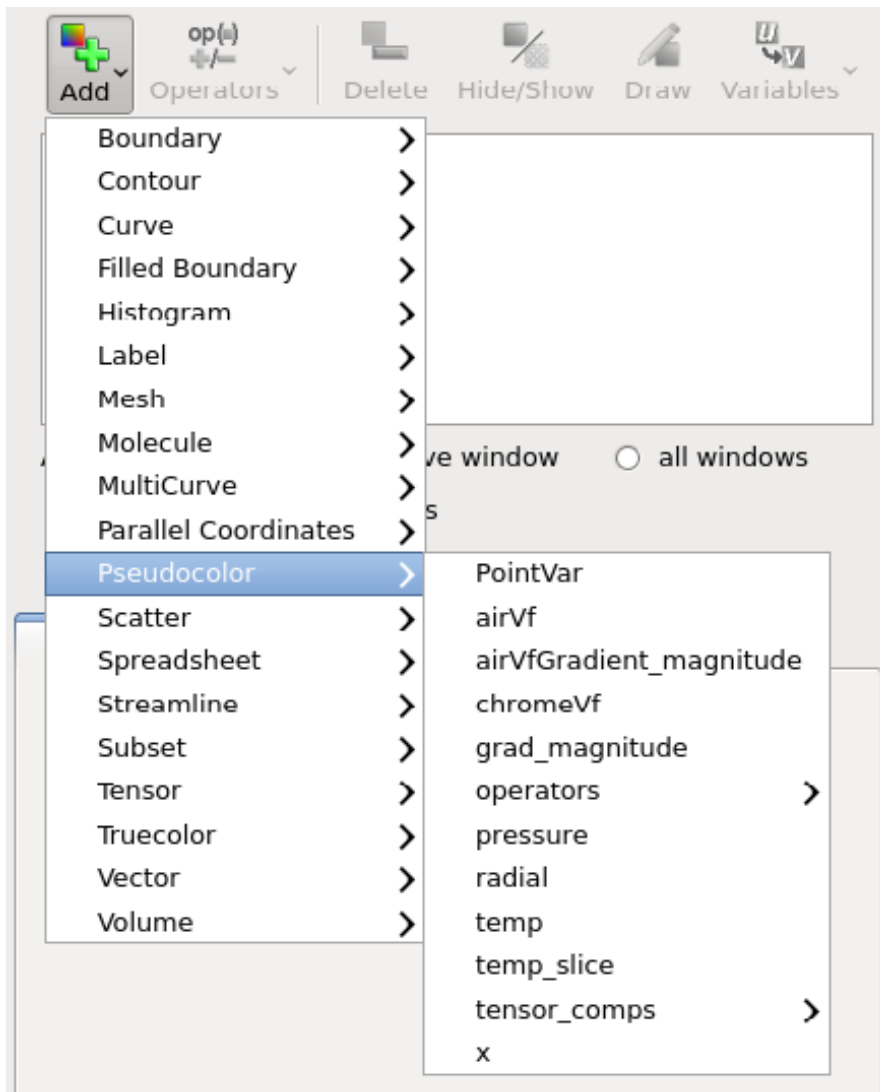 op(=)
+/−
U
V
Add Operators Delete Hide/Show Draw Variables
Boundary
Contour
Curve
Filled Boundary
Histogram
Label
Mesh
Molecule
ve window all windows
MultiCurve
s
Parallel Coordinates
Pseudocolor PointVar
Scatter airVf
Spreadsheet airVfGradient_magnitude
Streamline chromeVf
Subset grad_magnitude
Tensor operators
Truecolor pressure
Vector radial
Volume temp
temp_slice
tensor_comps
x